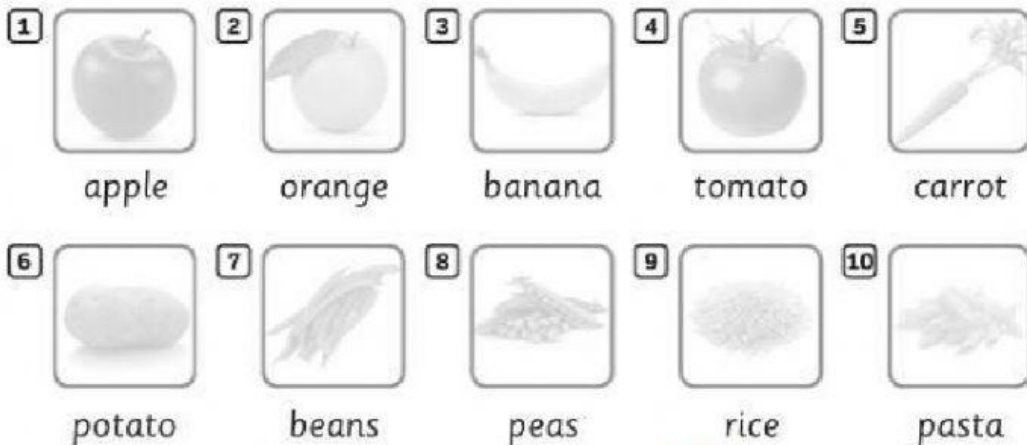 1 2 3 4 5
apple orange banana tomato carrot
6 7 8 9 10
potato beans peas rice pasta